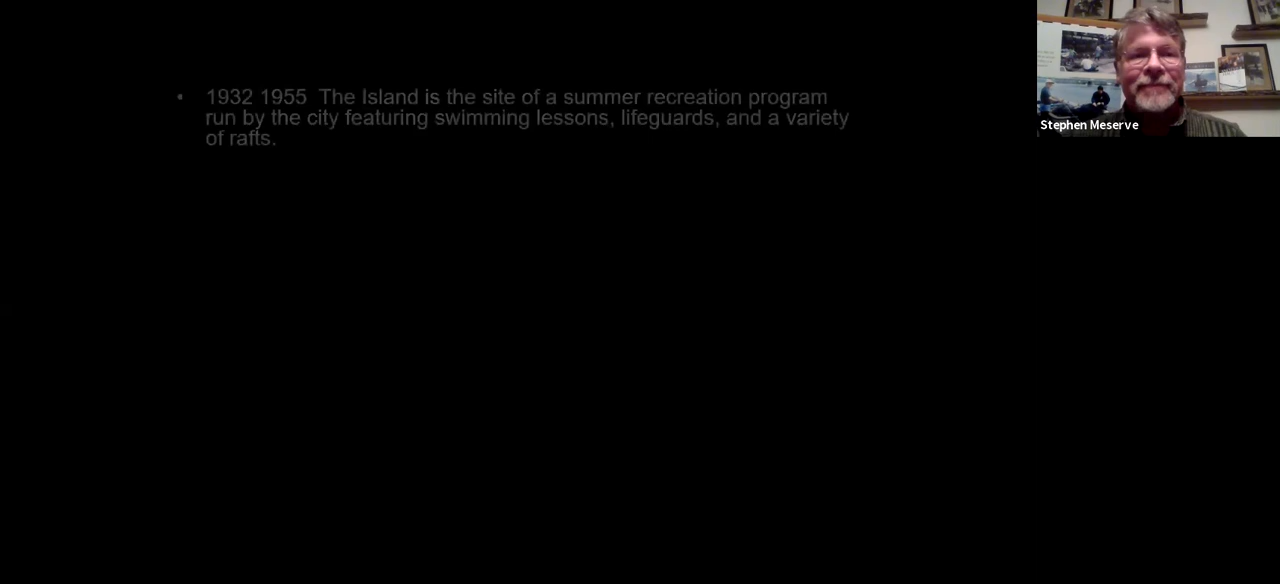 • 1932 1955  The Island is the site of a summer recreation program
run by the city featuring swimming lessons, lifeguards, and a variety
of rafts.
Stephen Meserve